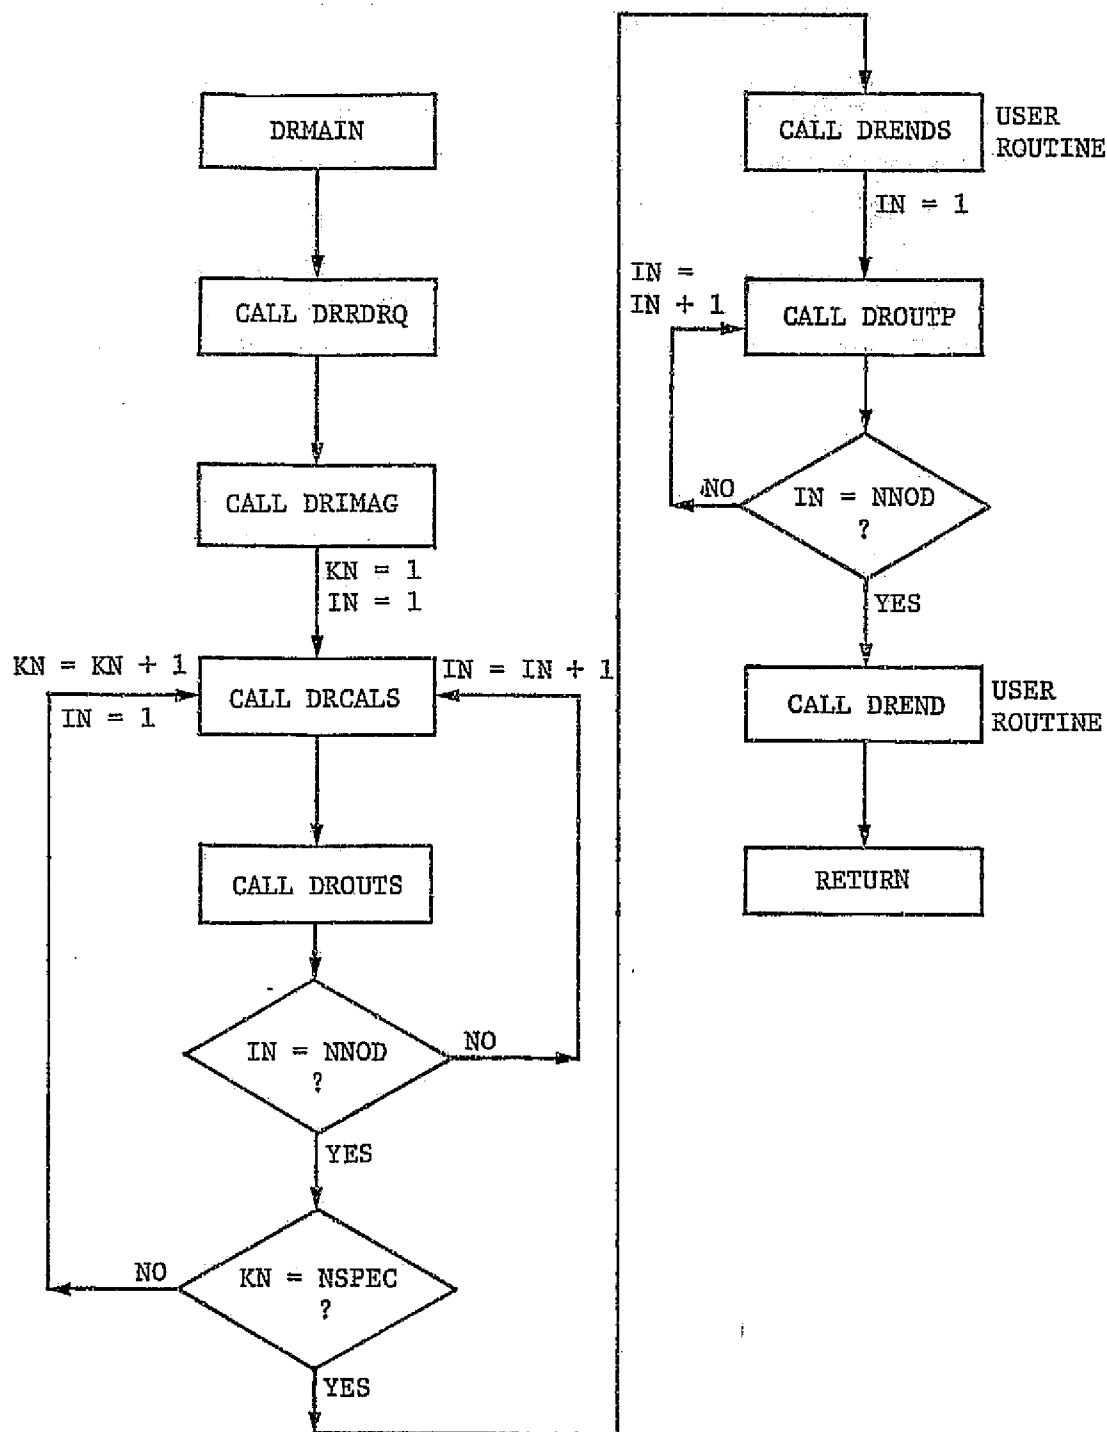 DRMAIN
CALL DRRDRQ
CALL DRIMAG
KN = 1
IN = 1
KN = KN + 1
IN = 1
CALL DRCALS
IN = IN + 1
CALL DROUTS
IN = NNOD
?
NO
YES
KN = NSPEC
?
NO
YES
CALL DRENDS
USER
ROUTINE
IN = 1
IN =
IN + 1
CALL DROUTP
IN = NNOD
?
NO
YES
CALL DREND
USER
ROUTINE
RETURN